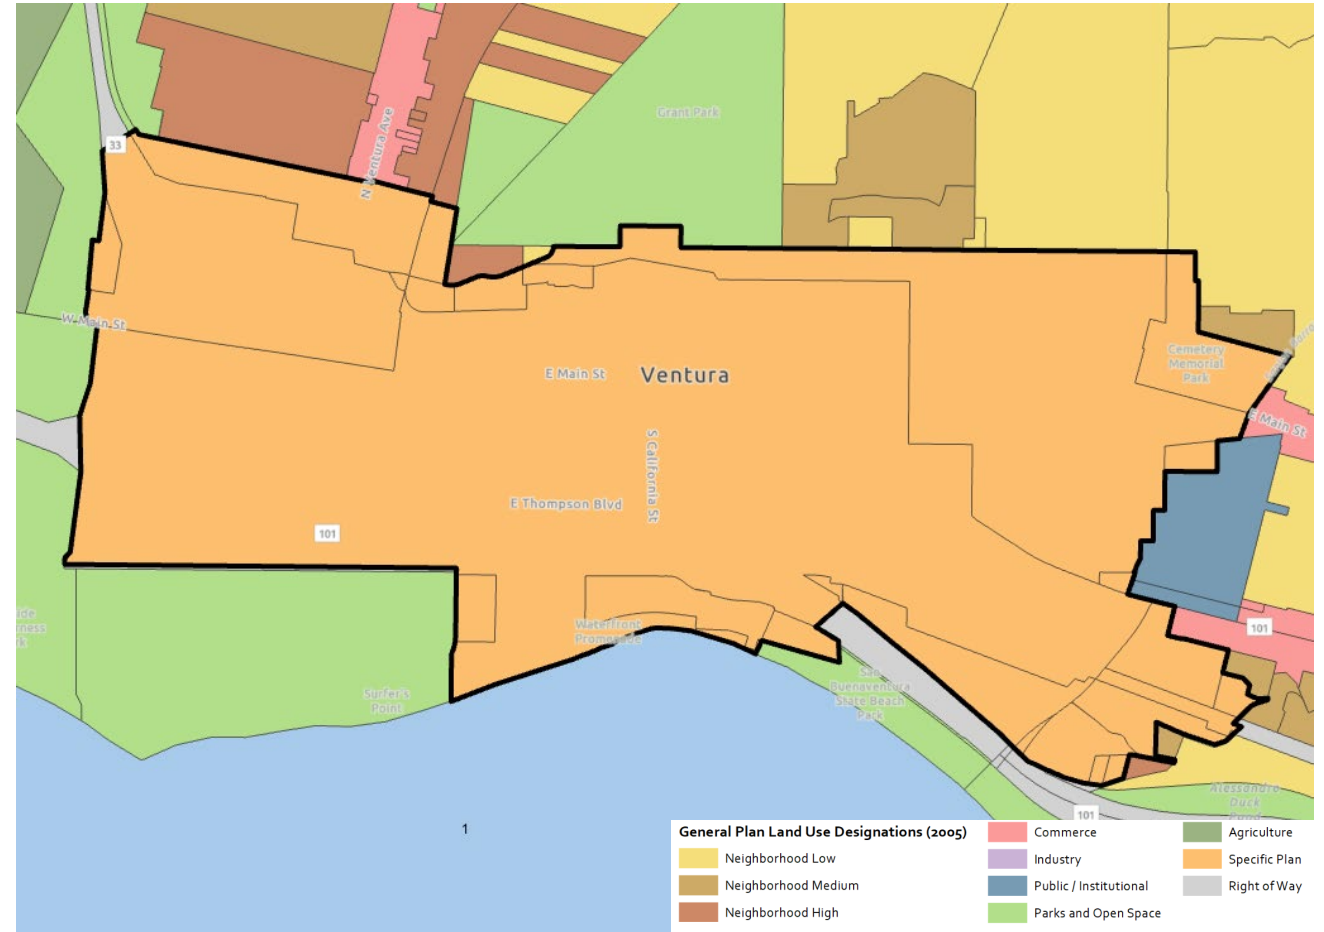 Grant Park
33
N Ventura Ave
W Main St
Cemetery
Memorial
Park
E Main St
Ventura
E Main St
S California St
E Thompson Blvd
101
Waterfront
Promenade
101
Surfer's
Point
San
Buenaventura
State Beach
Park
Alessandro
Duck
Pond
101
1
General Plan Land Use Designations (2005)
Neighborhood Low
Neighborhood Medium
Neighborhood High
Commerce
Industry
Public / Institutional
Parks and Open Space
Agriculture
Specific Plan
Right of Way